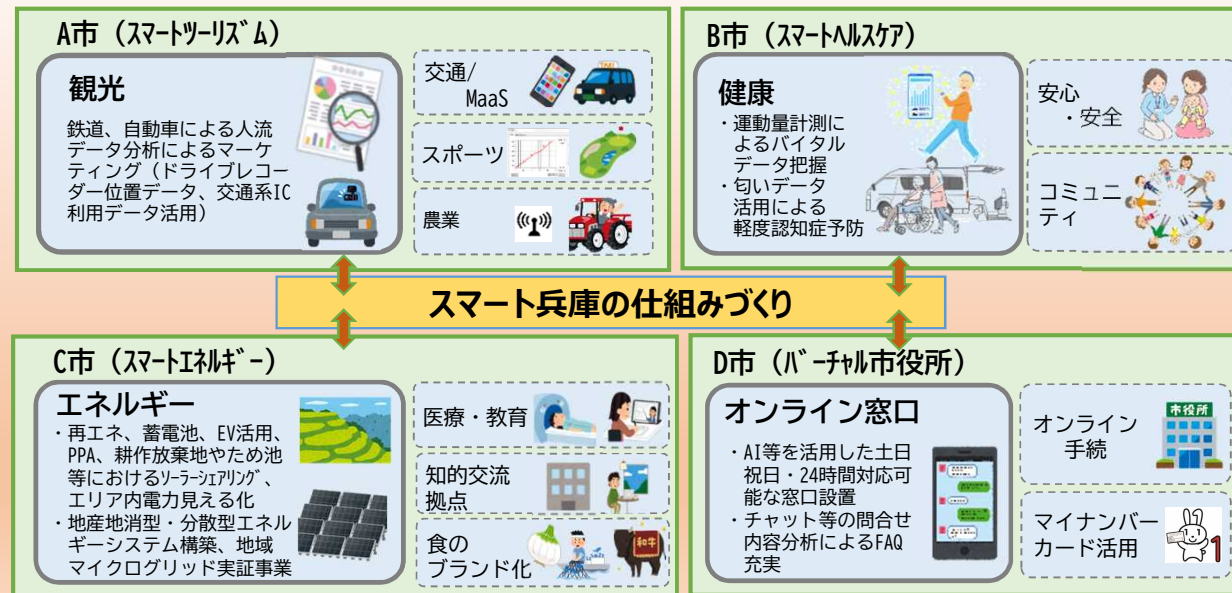 A市（ｽﾏｰﾄﾂｰﾘｽﾞﾑ）
観光
鉄道、自動車による人流
データ分析によるマーケ
ティング（ドライブレコー
ダー位置データ、交通系IC
利用データ活用）
交通/
MaaS
TAXI
スポーツ
農業
B市（ｽﾏｰﾄﾍﾙｽｹｱ）
健康
・運動量計測に
よるバイタル
データ把握
・匂いデータ
活用による
軽度認知症予防
安心
・安全
コミュニ
ティ
スマート兵庫の仕組みづくり
C市（ｽﾏｰﾄｴﾈﾙｷﾞｰ）
エネルギー
・再エネ、蓄電池、EV活用、
PPA、耕作放棄地やため池
等におけるｿｰﾗｰｼｪｱﾘﾝｸﾞ
エリア内電力見える化
・地産地消型・分散型エネル
ギーシステム構築、地域
マイクログリッド実証事業
医療・教育
知的交流
拠点
食の
ブランド化
和牛
D市（ﾊﾞｰﾁｬﾙ市役所）
オンライン窓口
・AI等を活用した土日
祝日・24時間対応可
能な窓口設置
・チャット等の問合せ
内容分析によるFAQ
充実
オンライン
手続
市役所
マイナンバー
カード活用
1